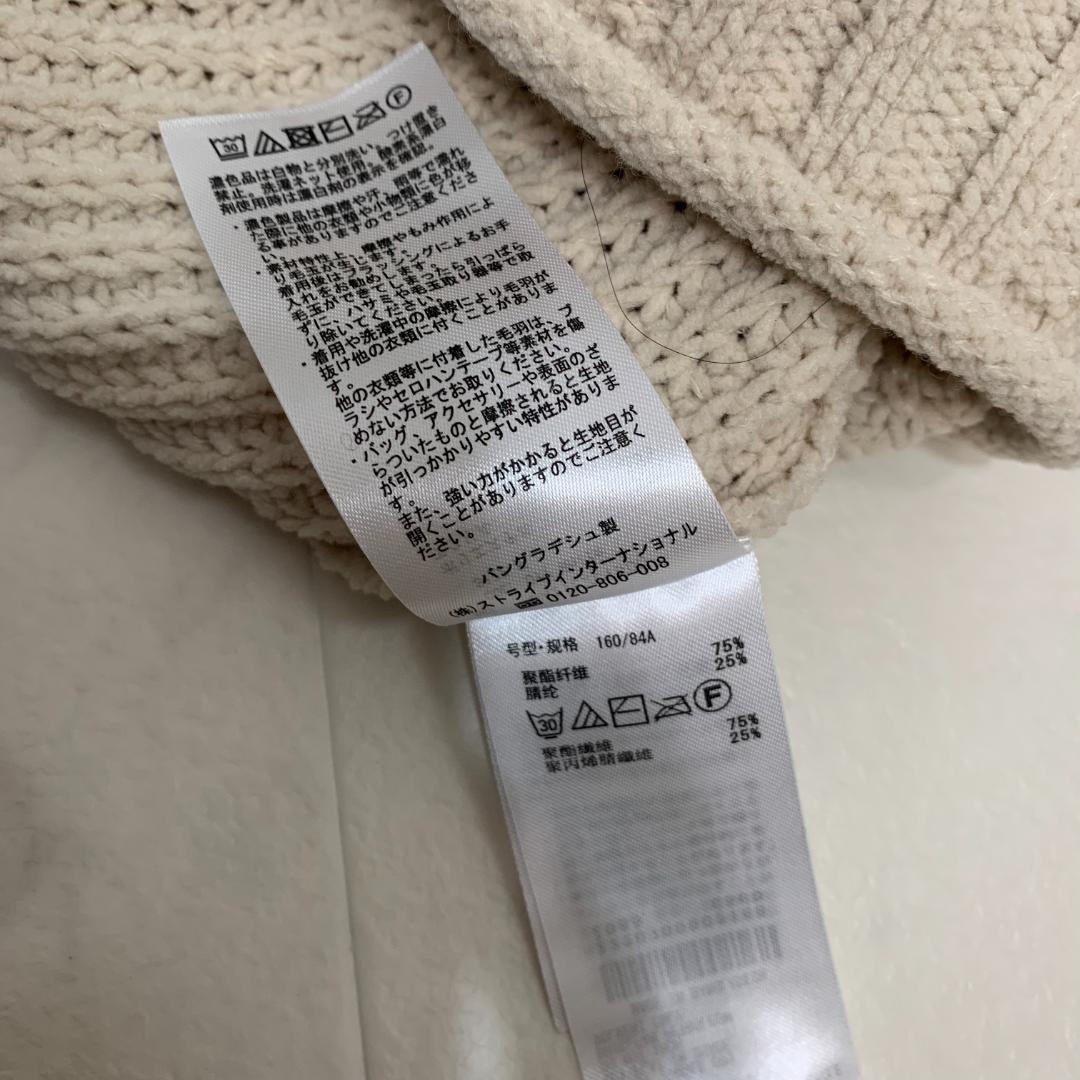 30 F
濃色品は白物と分別洗い。つけ置き
禁止。洗濯ネット使用。酸素系漂白
剤使用時は漂白剤の表示を確認。
・濃色製品は摩擦や汗、雨等で濡れ
た際に他の衣類や小物類に色が移
る事がありますのでご注意くださ
い。
・素材特性上、摩擦やもみ作用によ
り毛玉が生じます。
着用後はブラッシングによるお手
入れをお勧めします。
毛玉ができてしまったら引っぱら
ずに、ハサミや毛玉取り器等で取
り除いてください。
・着用や洗濯中の摩擦により毛羽が
抜け他の衣類に付くことがありま
す。
他の衣類等に付着した毛羽は、ブ
ラシやセロハンテープ等素材を傷
めない方法でお取りください。
・バッグ、アクセサリーや表面のざ
らついたものと摩擦されると生地
が引っかかりやすい特性がありま
す。
また、強い力がかかると生地目が
開くことがありますのでご注意く
ださい。
バングラデシュ製
(株)ストライプインターナショナル
0120-806-008
号型·规格 160/84A
聚酯纤维 75%
腈纶 25%
30 F
聚酯纖維 75%
聚丙烯腈纖維 25%